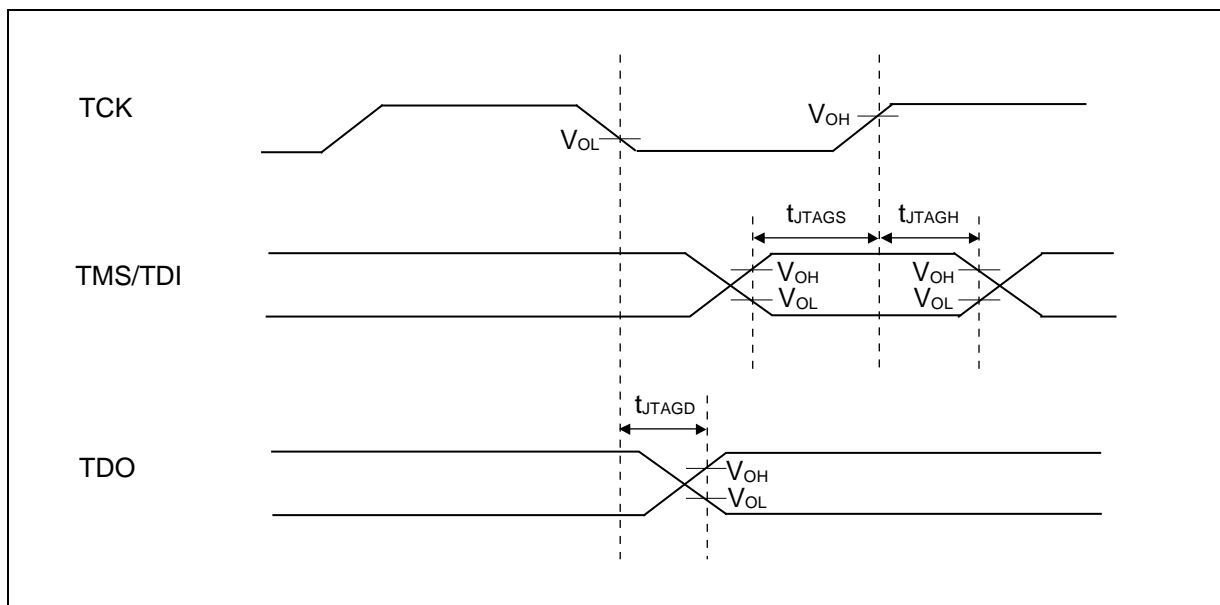 TCK
VOL
VOH
tJTAGS
tJTAGH
TMS/TDI
VOH
VOL
VOH
VOL
tJTAGD
TDO
VOH
VOL